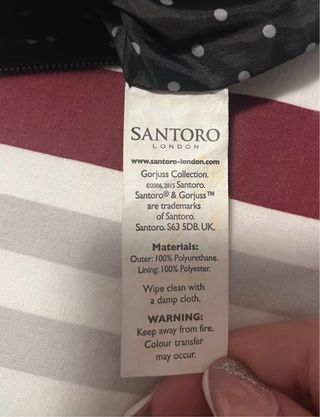 SANTORO
LONDON
www.santoro-london.com
Gorjuss Collection.
©2006, 2015 Santoro.
Santoro® & Gorjuss™
are trademarks
of Santoro.
Santoro. S63 5DB. UK.
Materials:
Outer: 100% Polyurethane.
Lining: 100% Polyester.
Wipe clean with
a damp cloth.
WARNING:
Keep away from fire.
Colour transfer
may occur.